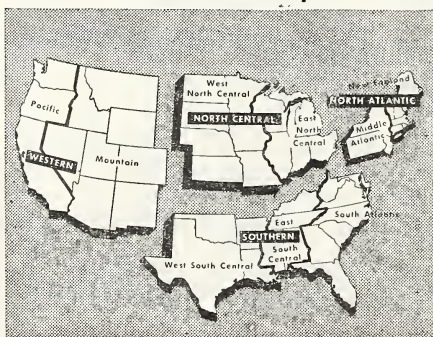 West
North Central
New England
NORTH ATLANTIC
Pacific
NORTH CENTRAL
East
North
Central
Middle
Atlantic
WESTERN
Mountain
East
South Atlantic
SOUTHERN
South
Central
West South Central